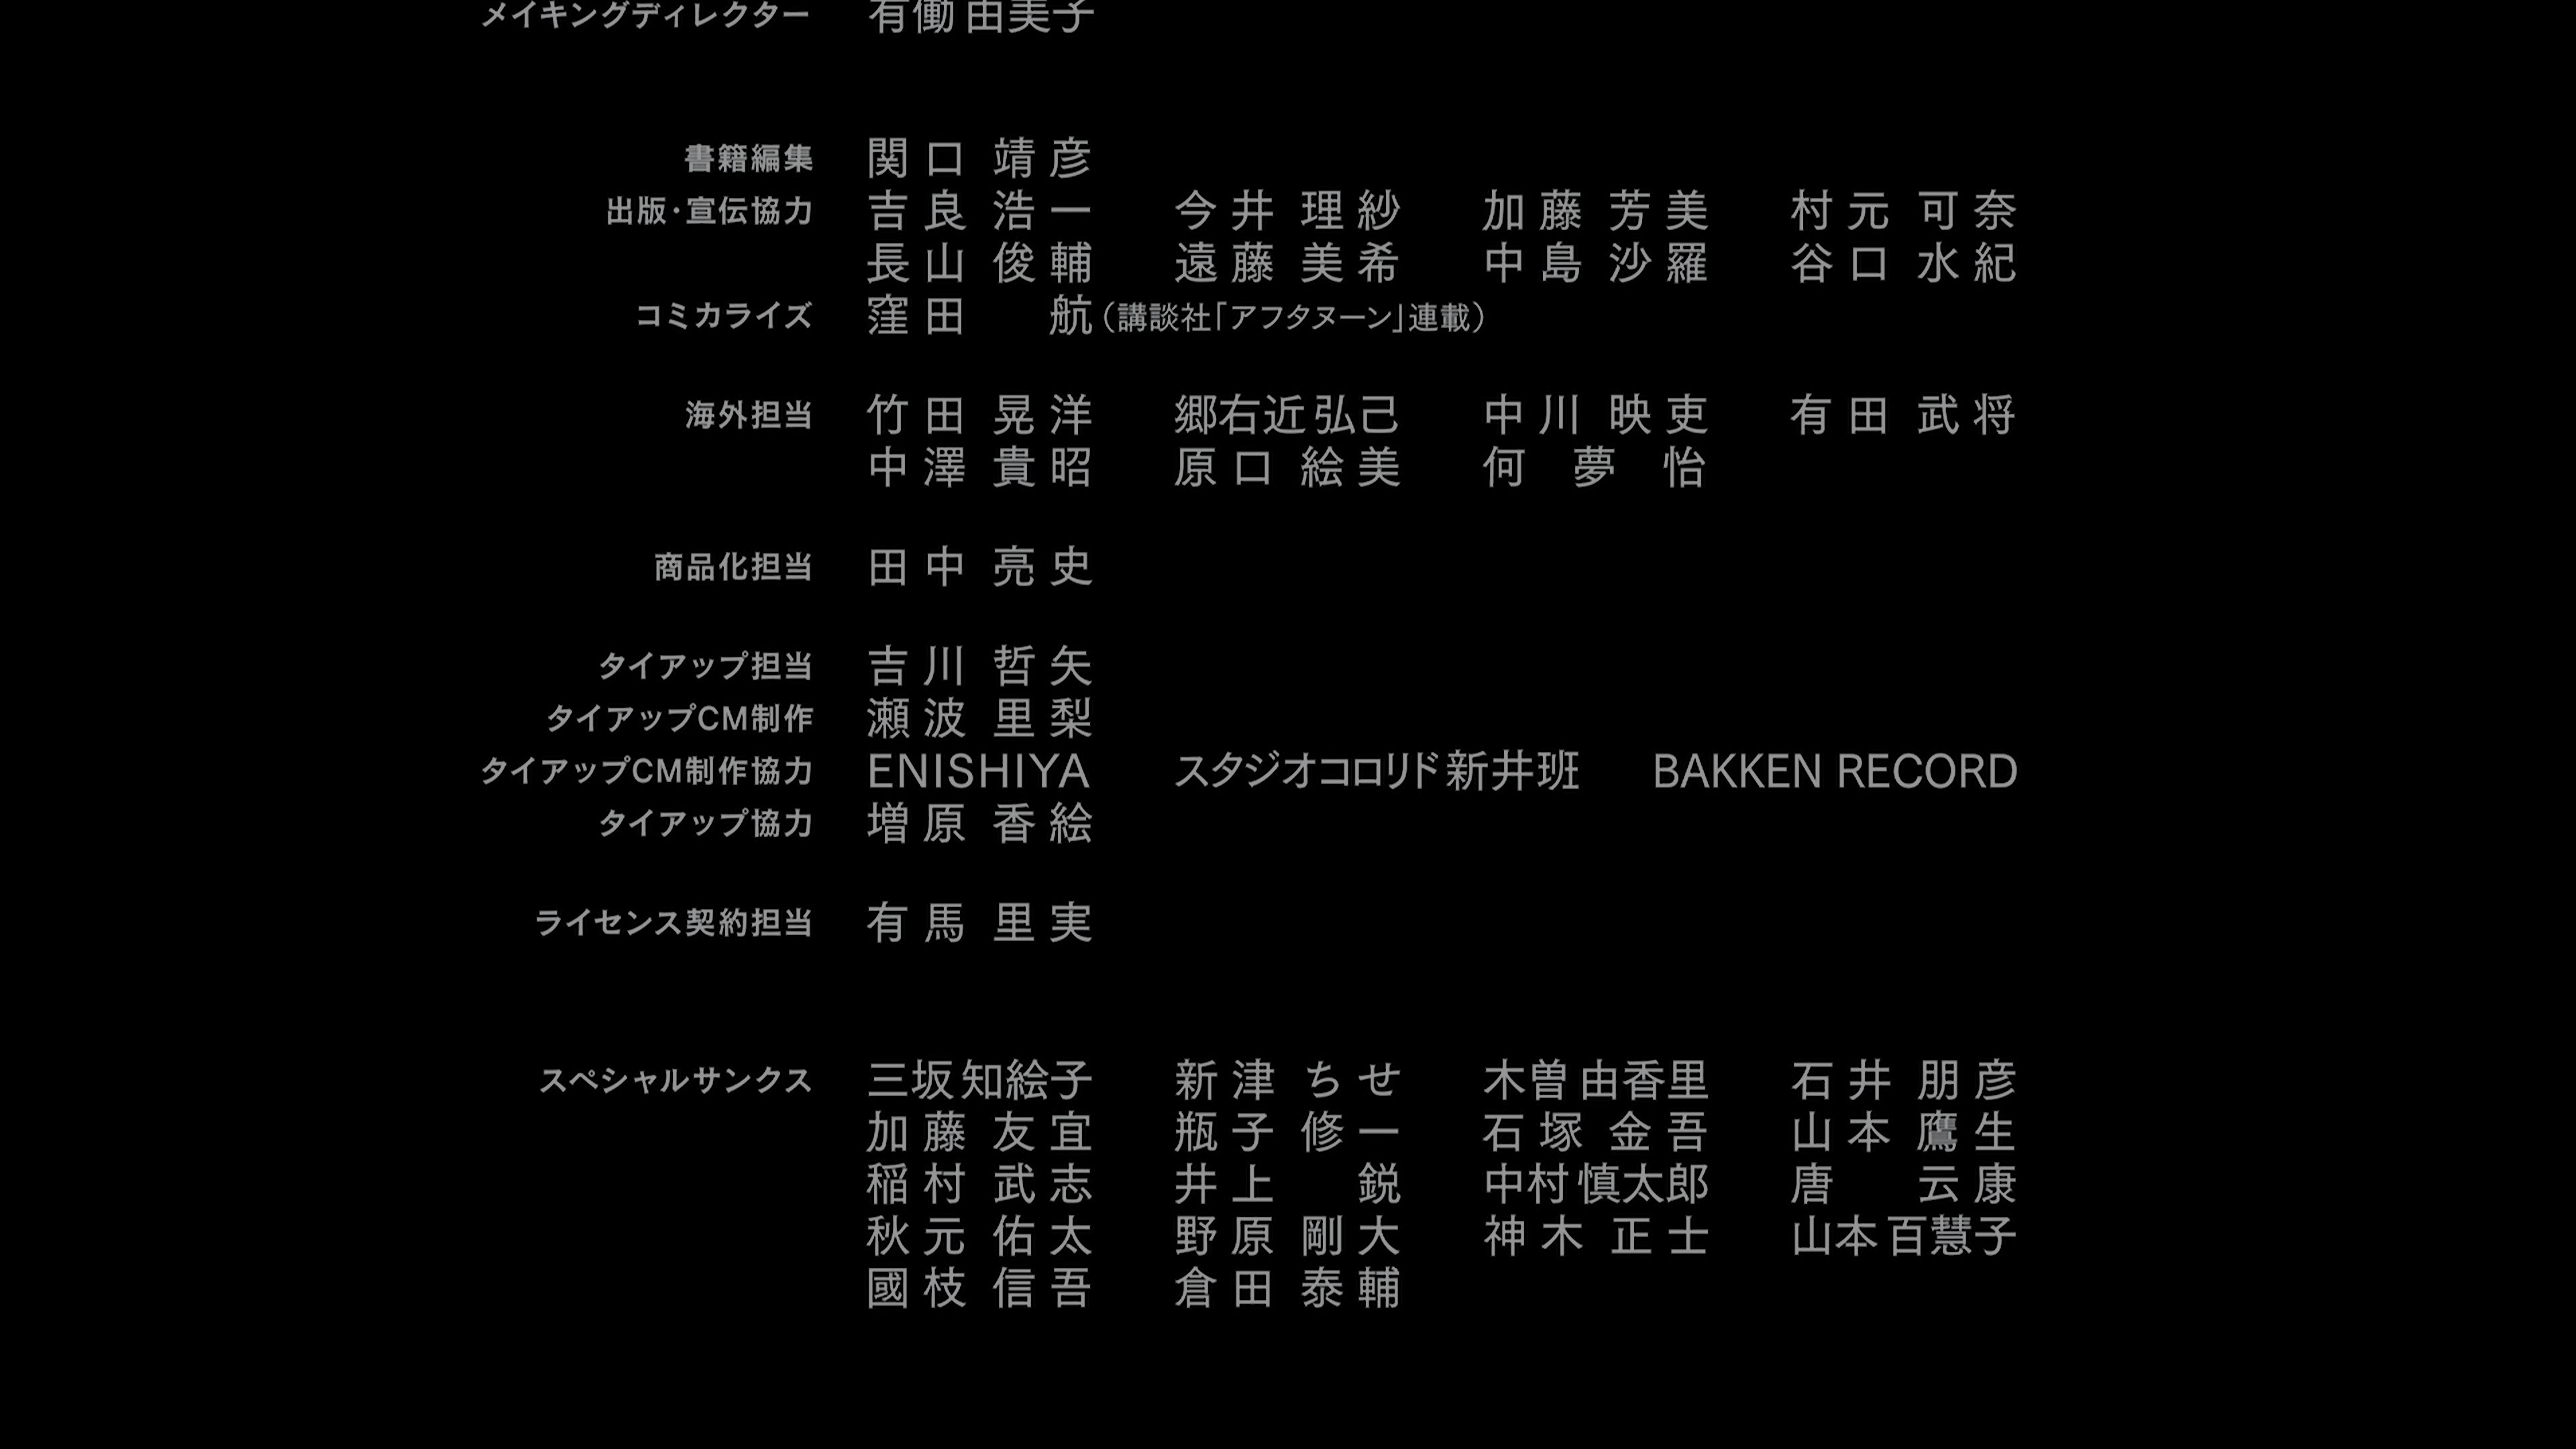 メイキングディレクター 有働由美子
書籍編集 関口靖彦
出版・宣伝協力 吉良浩一 今井理紗 加藤芳美 村元可奈
長山俊輔 遠藤美希 中島沙羅 谷口水紀
コミカライズ 窪田航（講談社「アフタヌーン」連載）
海外担当 竹田晃洋 郷右近弘己 中川映吏 有田武将
中澤貴昭 原口絵美 何夢怡
商品化担当 田中亮史
タイアップ担当 吉川哲矢
タイアップCM制作 瀬波里梨
タイアップCM制作協力 ENISHIYA スタジオコロリド新井班 BAKKEN RECORD
タイアップ協力 増原香絵
ライセンス契約担当 有馬里実
スペシャルサンクス 三坂知絵子 新津ちせ 木曽由香里 石井朋彦
加藤友宜 瓶子修一 石塚金吾 山本鷹生
稲村武志 井上鋭 中村慎太郎 唐云康
秋元佑太 野原剛大 神木正士 山本百慧子
國枝信吾 倉田泰輔